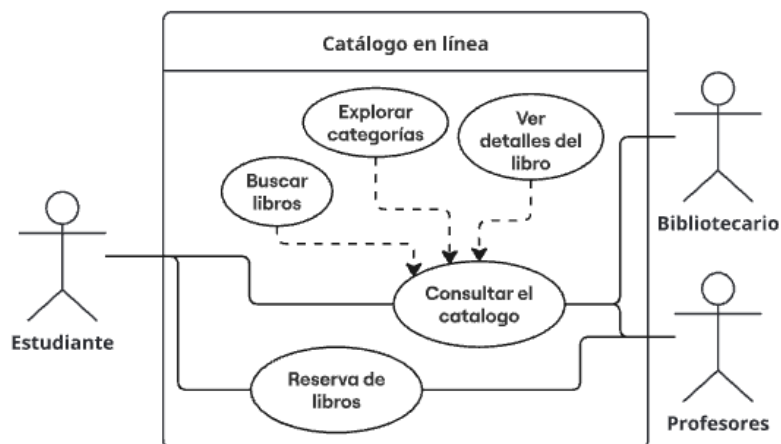 Catálogo en línea
Explorar
categorías
Ver
detalles del
libro
Buscar
libros
Bibliotecario
Estudiante
Consultar el
catalogo
Reserva de
libros
Profesores